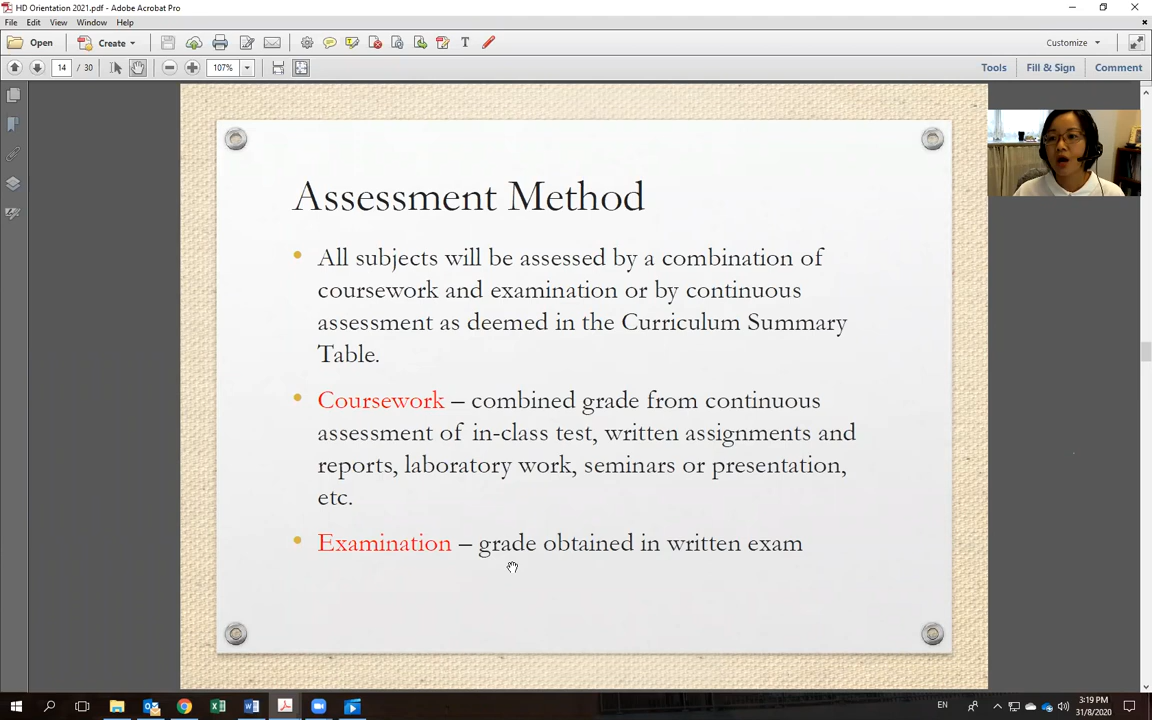 HD Orientation 2021.pdf - Adobe Acrobat Pro
File Edit View Window Help
Open Create Customize
14 / 30 107% Tools Fill & Sign Comment
Assessment Method
• All subjects will be assessed by a combination of
coursework and examination or by continuous
assessment as deemed in the Curriculum Summary
Table.
• Coursework – combined grade from continuous
assessment of in-class test, written assignments and
reports, laboratory work, seminars or presentation,
etc.
• Examination – grade obtained in written exam
EN
3:19 PM
31/8/2020